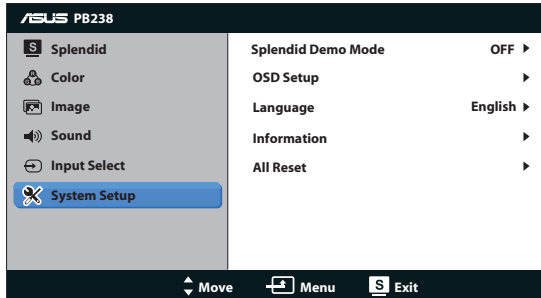 ASUS PB238
S Splendid
Color
Image
Sound
Input Select
System Setup
Splendid Demo Mode OFF
OSD Setup
Language English
Information
All Reset
Move Menu S Exit